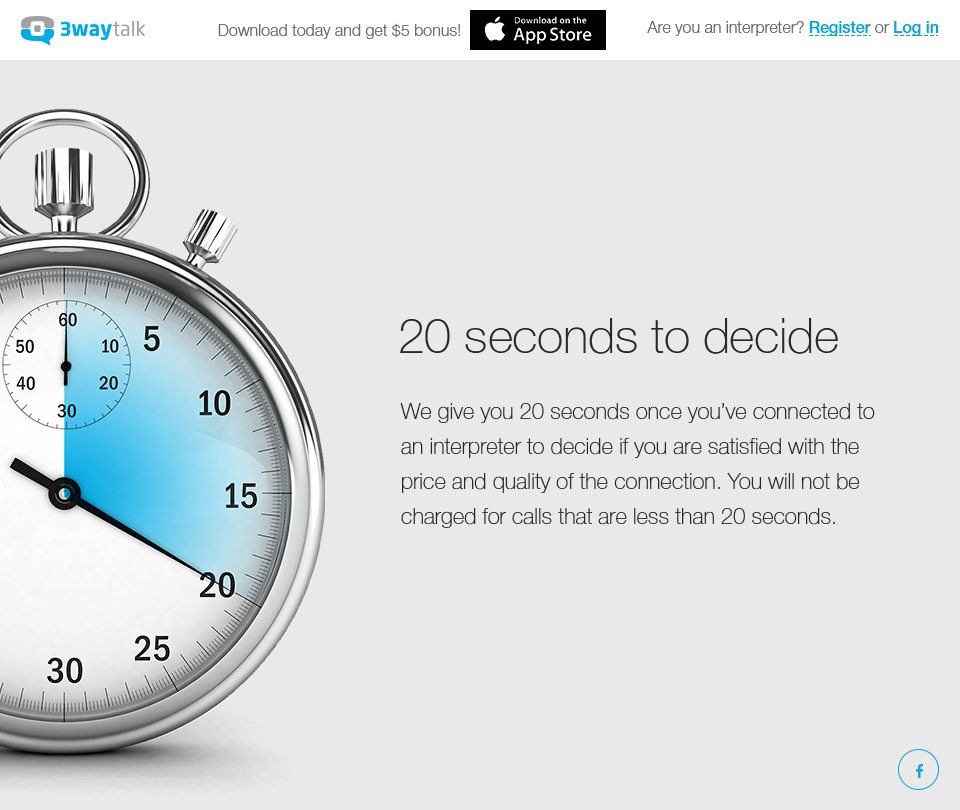 3waytalk
Download today and get $5 bonus!
Download on the
App Store
Are you an interpreter? Register or Log in
60
50
10
40
20
30
5
10
15
20
25
30
20 seconds to decide
We give you 20 seconds once you’ve connected to
an interpreter to decide if you are satisfied with the
price and quality of the connection. You will not be
charged for calls that are less than 20 seconds.
f